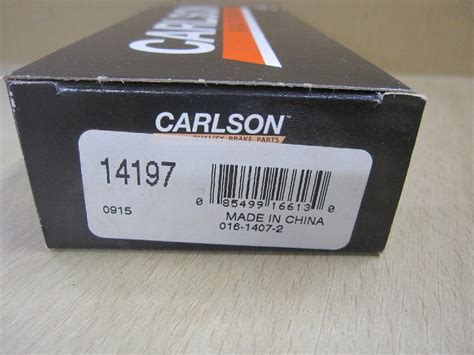 CARLSON
CARLSON
QUALITY BRAKE PARTS
14197
0 85499 16613 0
0915
MADE IN CHINA
016-1407-2